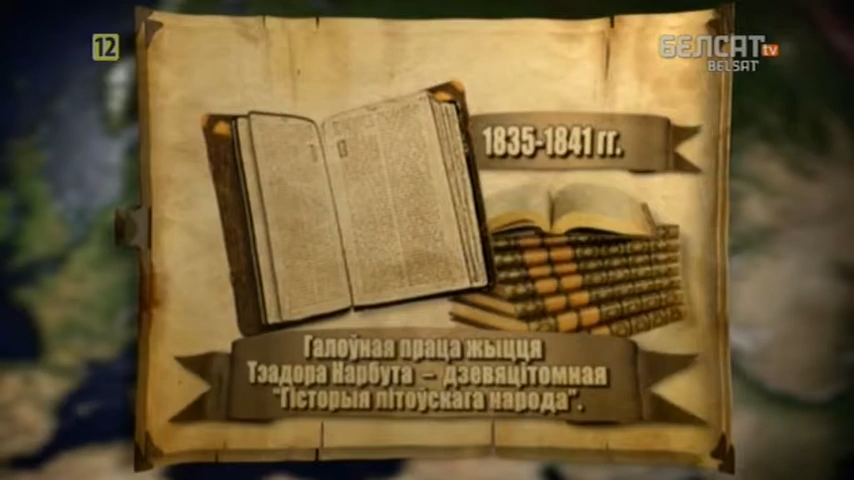 12
БЕЛСАТ tv
BELSAT
1835-1841 гг.
Галоўная праца жыцця
Тэадора Нарбута – дзевяцітомная
"Гісторыя літоўскага народа".